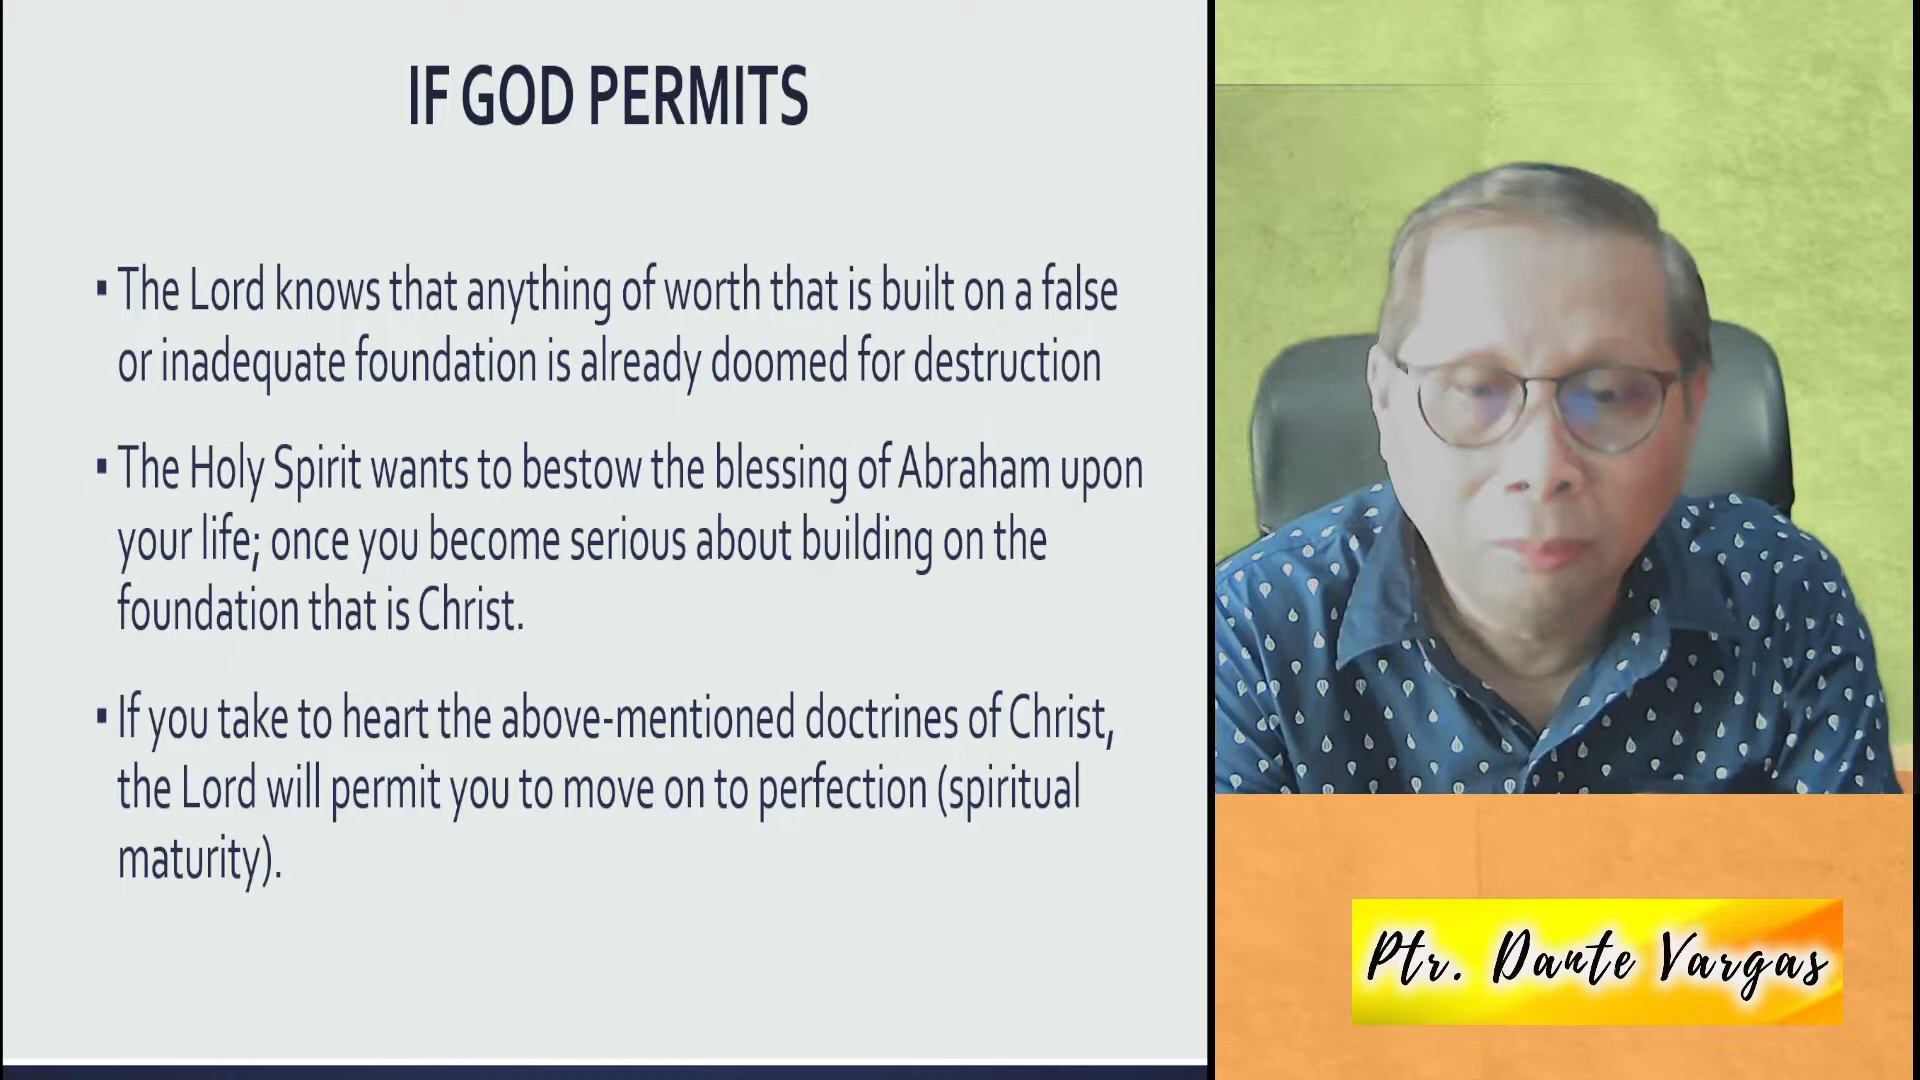 IF GOD PERMITS
▪ The Lord knows that anything of worth that is built on a false
or inadequate foundation is already doomed for destruction
▪ The Holy Spirit wants to bestow the blessing of Abraham upon
your life; once you become serious about building on the
foundation that is Christ.
▪ If you take to heart the above-mentioned doctrines of Christ,
the Lord will permit you to move on to perfection (spiritual
maturity).
Ptr. Dante Vargas